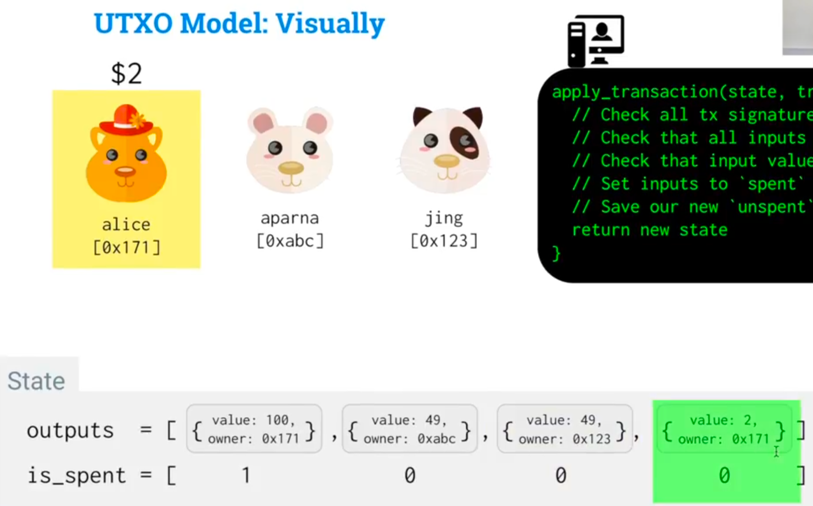 UTXO Model: Visually
$2
alice
[0x171]
aparna
[0xabc]
jing
[0x123]
apply_transaction(state, tr
// Check all tx signature
// Check that all inputs
// Check that input value
// Set inputs to `spent`
// Save our new `unspent`
return new state
}
State
outputs = [ { value: 100, owner: 0x171 } , { value: 49, owner: 0xabc } , { value: 49, owner: 0x123 } , { value: 2, owner: 0x171 } ]
is_spent = [ 1 0 0 0 ]